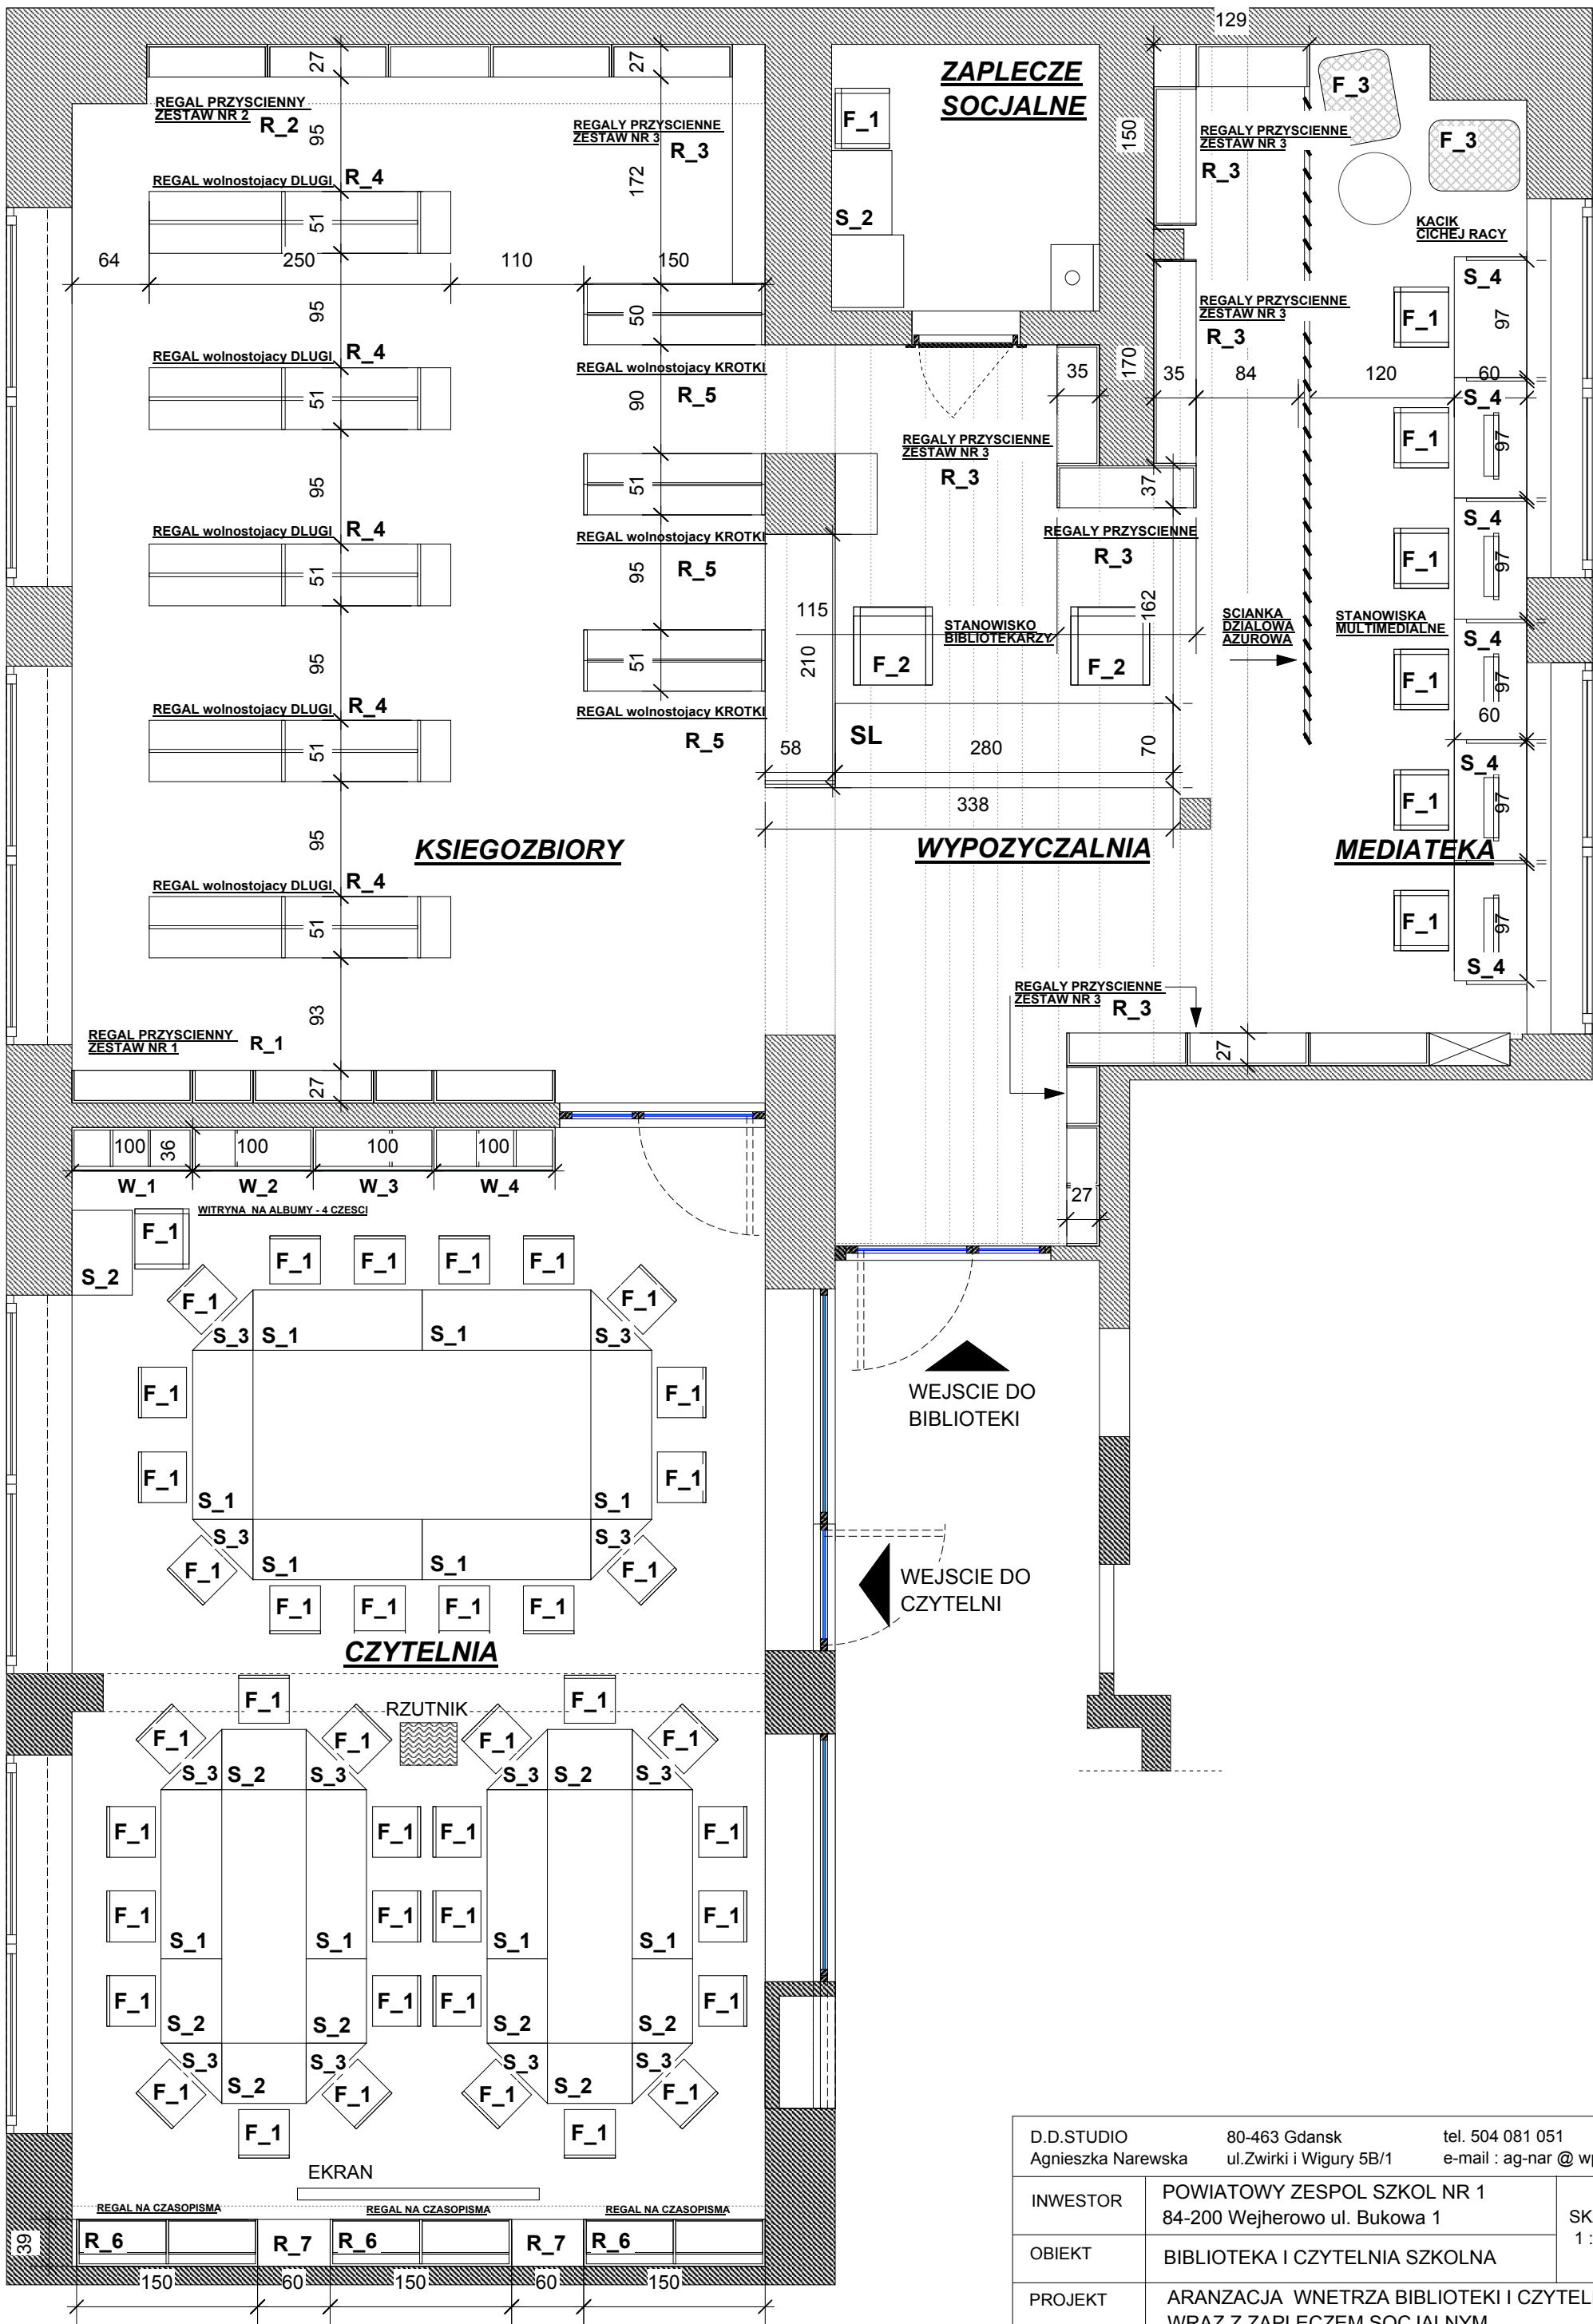 129
27
27
ZAPLECZE
SOCJALNE
REGAL PRZYSCIENNY
ZESTAW NR 2 R_2
95
REGALY PRZYSCIENNE
ZESTAW NR 3
R_3
172
F_1
S_2
150
REGALY PRZYSCIENNE
ZESTAW NR 3
R_3
F_3
F_3
KACIK
CICHEJ RACY
REGAL wolnostojacy DLUGI R_4
51
64
250
110
150
95
50
REGALY PRZYSCIENNE
ZESTAW NR 3
R_3
S_4
F_1
97
REGAL wolnostojacy DLUGI R_4
51
REGAL wolnostojacy KROTKI
R_5
90
35
170
35
84
120
60
S_4
F_1
97
REGALY PRZYSCIENNE
ZESTAW NR 3
R_3
95
51
37
S_4
F_1
97
REGAL wolnostojacy DLUGI R_4
51
REGAL wolnostojacy KROTKI
R_5
95
REGALY PRZYSCIENNE
R_3
115
210
STANOWISKO
BIBLIOTEKARZY
F_2
F_2
162
SCIANKA
DZIALOWA
AZUROWA
STANOWISKA
MULTIMEDIALNE
S_4
F_1
97
60
95
51
REGAL wolnostojacy DLUGI R_4
51
REGAL wolnostojacy KROTKI
R_5
58
SL
280
70
338
S_4
F_1
97
95
KSIEGOZBIORY
WYPOZYCZALNIA
MEDIATEKA
REGAL wolnostojacy DLUGI R_4
51
F_1
97
S_4
93
REGALY PRZYSCIENNE
ZESTAW NR 3
R_3
REGAL PRZYSCIENNY
ZESTAW NR 1
R_1
27
27
100
36
100
100
100
W_1
W_2
W_3
W_4
27
WITRYNA NA ALBUMY - 4 CZESCI
S_2
F_1
F_1
F_1
F_1
F_1
F_1
F_1
S_3
S_1
S_1
S_3
F_1
F_1
WEJSCIE DO
BIBLIOTEKI
F_1
F_1
S_1
S_1
S_3
S_3
F_1
S_1
S_1
F_1
WEJSCIE DO
CZYTELNI
F_1
F_1
F_1
F_1
CZYTELNIA
F_1
F_1
RZUTNIK
F_1
F_1
F_1
F_1
S_3
S_2
S_3
S_3
S_2
S_3
F_1
F_1
F_1
F_1
F_1
F_1
F_1
F_1
S_1
S_1
S_1
S_1
F_1
F_1
F_1
F_1
S_2
S_2
S_2
S_2
S_3
S_3
S_3
S_3
F_1
S_2
F_1
F_1
S_2
F_1
F_1
F_1
EKRAN
REGAL NA CZASOPISMA
REGAL NA CZASOPISMA
REGAL NA CZASOPISMA
39
R_6
R_7
R_6
R_7
R_6
150
60
150
60
150
D.D.STUDIO 80-463 Gdansk tel. 504 081 051
Agnieszka Narewska ul.Zwirki i Wigury 5B/1 e-mail : ag-nar @ wp
INWESTOR
POWIATOWY ZESPOL SZKOL NR 1
84-200 Wejherowo ul. Bukowa 1
SK
1 :
OBIEKT
BIBLIOTEKA I CZYTELNIA SZKOLNA
PROJEKT
ARANZACJA WNETRZA BIBLIOTEKI I CZYTEL
WRAZ Z ZAPLECZEM SOCJALNYM